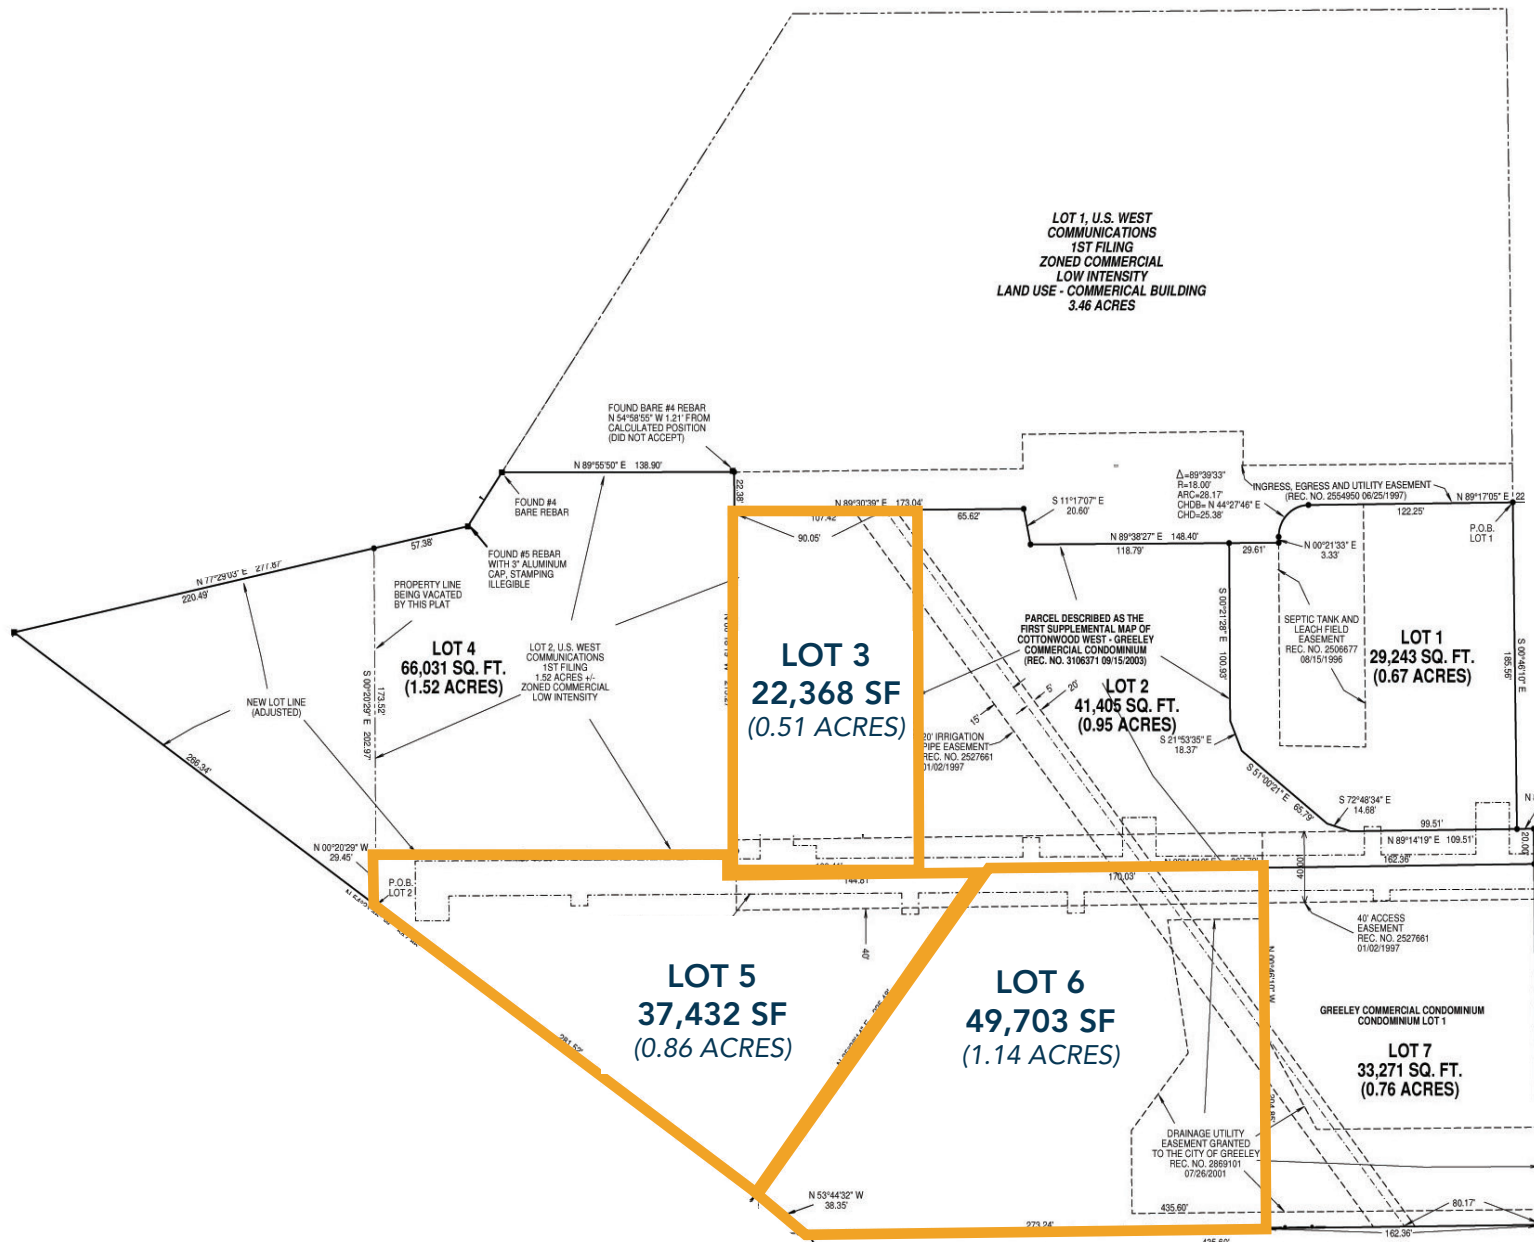 LOT 1, U.S. WEST
COMMUNICATIONS
1ST FILING
ZONED COMMERCIAL
LOW INTENSITY
LAND USE - COMMERICAL BUILDING
3.46 ACRES
FOUND BARE #4 REBAR
N 54°58'55" W 1.21' FROM
CALCULATED POSITION
(DID NOT ACCEPT)
N 89°55'50" E 138.90'
22.38'
FOUND #4
BARE REBAR
FOUND #5 REBAR
WITH 3" ALUMINUM
CAP, STAMPING
ILLEGIBLE
57.38'
N 77°29'03" E 277.87'
220.49'
PROPERTY LINE
BEING VACATED
BY THIS PLAT
NEW LOT LINE
(ADJUSTED)
LOT 4
66,031 SQ. FT.
(1.52 ACRES)
S 00°20'29" E 202.97'
173.52'
LOT 2, U.S. WEST
COMMUNICATIONS
1ST FILING
1.52 ACRES +/-
ZONED COMMERCIAL
LOW INTENSITY
266.34'
N 00°20'29" W
29.45'
P.O.B.
LOT 2
N 89°30'39" E 173.04'
107.42'
65.62'
90.05'
LOT 3
22,368 SF
(0.51 ACRES)
S 11°17'07" E
20.60'
Δ=89°39'33"
R=18.00'
ARC=28.17'
CHDB= N 44°27'46" E
CHD=25.38'
INGRESS, EGRESS AND UTILITY EASEMENT
(REC. NO. 2554950 06/25/1997)
N 89°17'05" E 22
122.25'
P.O.B.
LOT 1
N 89°38'27" E 148.40'
118.79'
29.61'
N 00°21'33" E
3.33'
PARCEL DESCRIBED AS THE
FIRST SUPPLEMENTAL MAP OF
COTTONWOOD WEST - GREELEY
COMMERCIAL CONDOMINIUM
(REC. NO. 3106371 09/15/2003)
S 00°21'28" E 100.93'
SEPTIC TANK AND
LEACH FIELD
EASEMENT
REC. NO. 2506677
08/15/1996
LOT 1
29,243 SQ. FT.
(0.67 ACRES)
S 00°46'10" E
185.56'
LOT 2
41,405 SQ. FT.
(0.95 ACRES)
5'
20'
15'
20' IRRIGATION
PIPE EASEMENT
REC. NO. 2527661
01/02/1997
S 21°53'35" E
18.37'
S 51°00'21" E 65.79'
S 72°48'34" E
14.68'
99.51'
N 89°14'19" E 109.51'
20.00'
162.36'
144.81'
170.03'
40.00'
40'
40' ACCESS
EASEMENT
REC. NO. 2527661
01/02/1997
LOT 5
37,432 SF
(0.86 ACRES)
281.52'
LOT 6
49,703 SF
(1.14 ACRES)
N 00°46'10" W
GREELEY COMMERCIAL CONDOMINIUM
CONDOMINIUM LOT 1
LOT 7
33,271 SQ. FT.
(0.76 ACRES)
DRAINAGE UTILITY
EASEMENT GRANTED
TO THE CITY OF GREELEY
REC. NO. 2869101
07/26/2001
N 53°44'32" W
38.35'
435.60'
273.24'
80.17'
162.36'